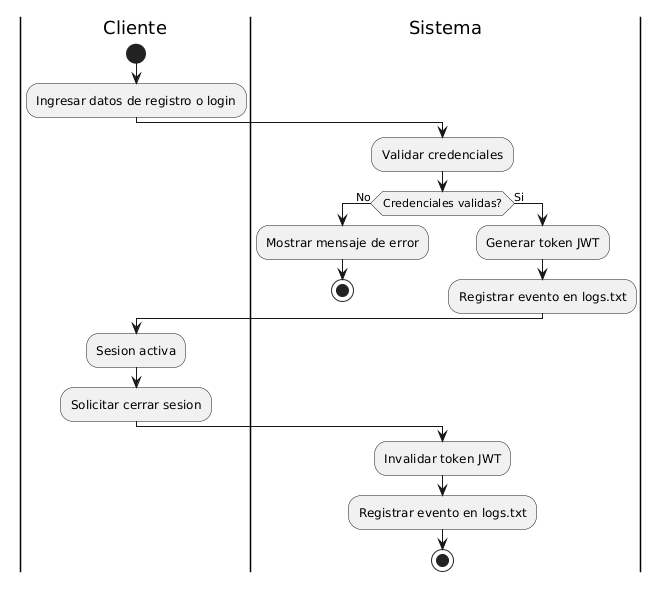 Cliente
Sistema
Ingresar datos de registro o login
Validar credenciales
No
Credenciales validas?
Si
Mostrar mensaje de error
Generar token JWT
Registrar evento en logs.txt
Sesion activa
Solicitar cerrar sesion
Invalidar token JWT
Registrar evento en logs.txt